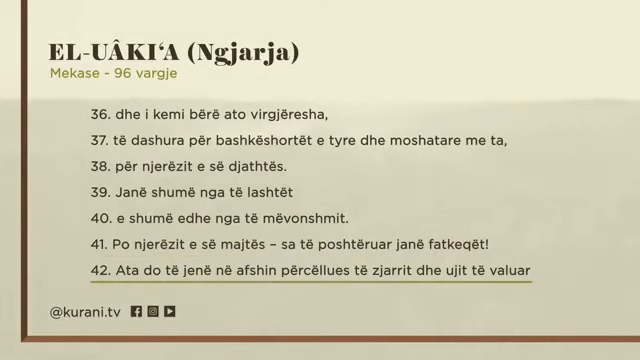 EL-UÂKI‘A (Ngjarja)
Mekase - 96 vargje
36. dhe i kemi bërë ato virgjëresha,
37. të dashura për bashkëshortët e tyre dhe moshatare me ta,
38. për njerëzit e së djathtës.
39. Janë shumë nga të lashtët
40. e shumë edhe nga të mëvonshmit.
41. Po njerëzit e së majtës – sa të poshtëruar janë fatkeqët!
42. Ata do të jenë në afshin përcëllues të zjarrit dhe ujit të valuar
@kurani.tv